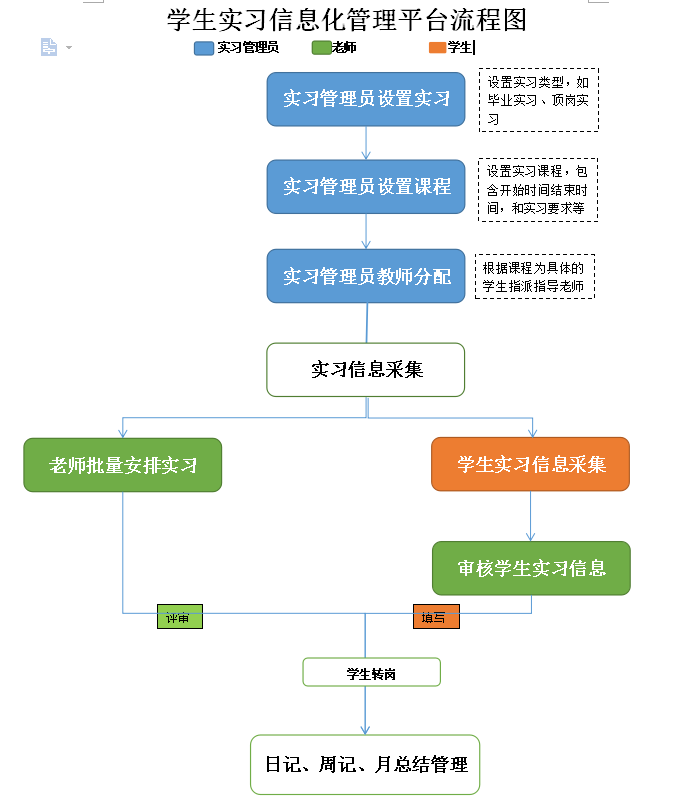 学生实习信息化管理平台流程图
实习管理员 老师 学生
实习管理员设置实习
设置实习类型，如
毕业实习、顶岗实
习
实习管理员设置课程
设置实习课程，包
含开始时间结束时
间，和实习要求等
实习管理员教师分配
根据课程为具体的
学生指派指导老师
实习信息采集
老师批量安排实习
学生实习信息采集
审核学生实习信息
评审
填写
学生转岗
日记、周记、月总结管理